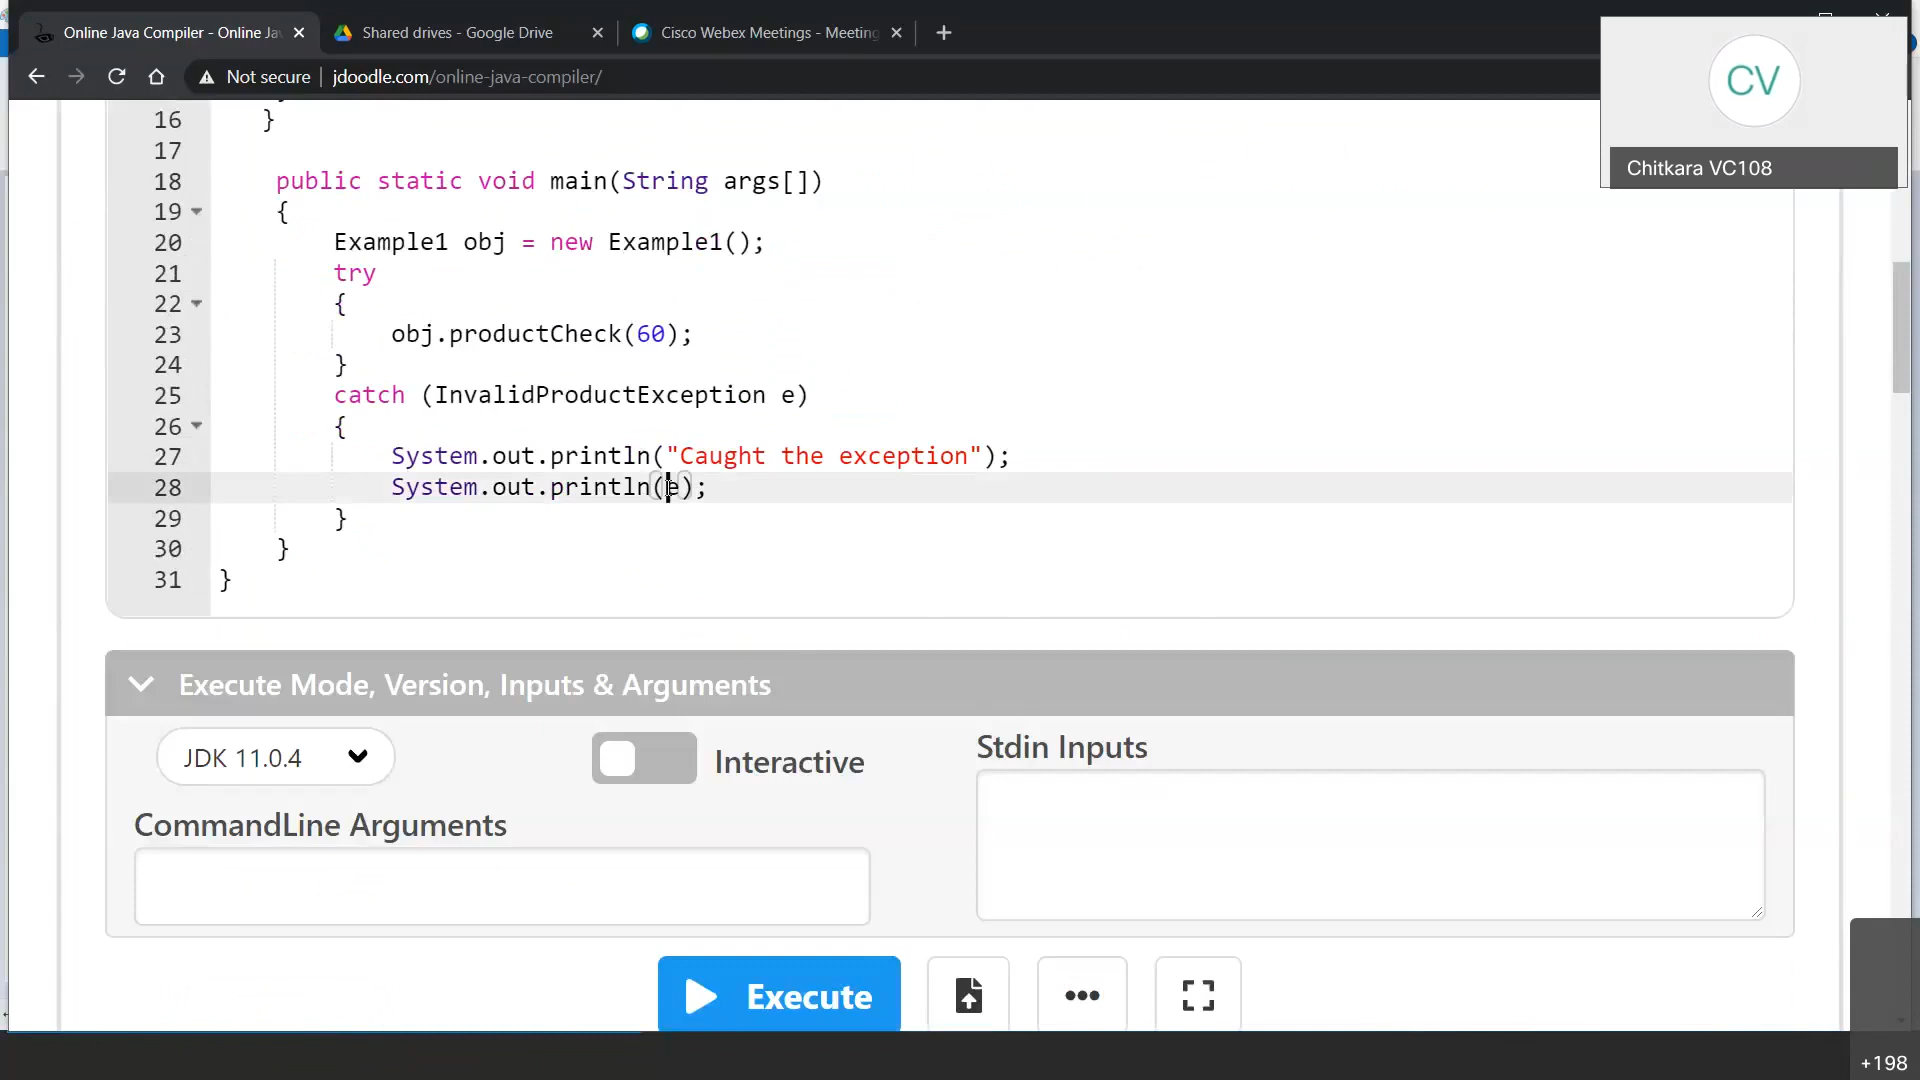 Online Java Compiler - Online Ja
Shared drives - Google Drive
Cisco Webex Meetings - Meeting
Not secure
jdoodle.com/online-java-compiler/
CV
Chitkara VC108
16 }
17
18 public static void main(String args[])
19 {
20 Example1 obj = new Example1();
21 try
22 {
23 obj.productCheck(60);
24 }
25 catch (InvalidProductException e)
26 {
27 System.out.println("Caught the exception");
28 System.out.println(e);
29 }
30 }
31 }
Execute Mode, Version, Inputs & Arguments
JDK 11.0.4
Interactive
Stdin Inputs
CommandLine Arguments
Execute
+198